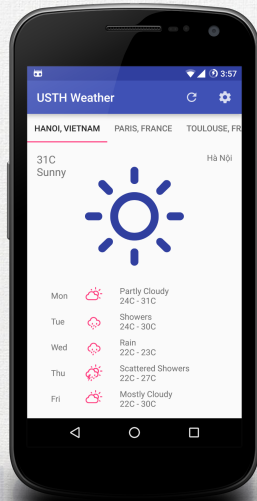 3:57
USTH Weather
HANOI, VIETNAM PARIS, FRANCE TOULOUSE, FR
31C Hà Nội
Sunny
Mon Partly Cloudy
24C - 31C
Tue Showers
24C - 30C
Wed Rain
22C - 23C
Thu Scattered Showers
22C - 27C
Fri Mostly Cloudy
22C - 30C